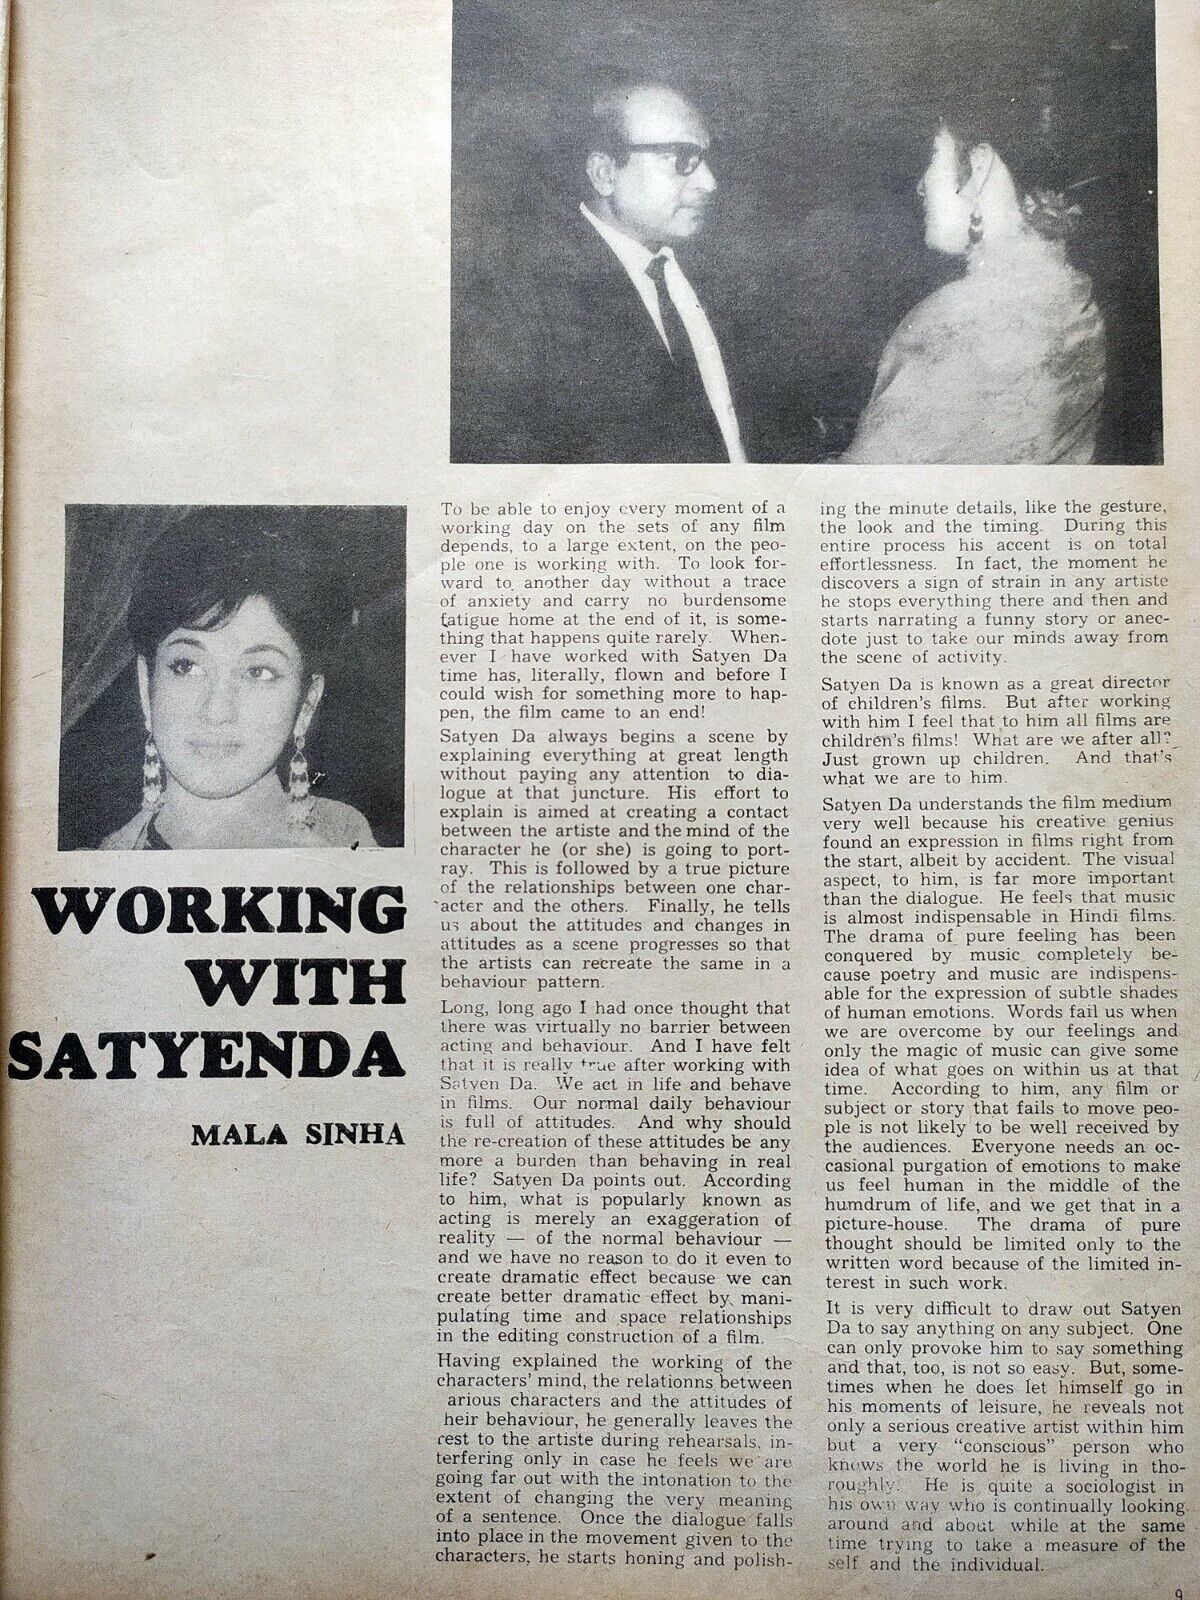 WORKING
WITH
SATYENDA
MALA SINHA
To be able to enjoy every moment of a
working day on the sets of any film
depends, to a large extent, on the peo-
ple one is working with. To look for-
ward to another day without a trace
of anxiety and carry no burdensome
fatigue home at the end of it, is some-
thing that happens quite rarely. When-
ever I have worked with Satyen Da
time has, literally, flown and before I
could wish for something more to hap-
pen, the film came to an end!
Satyen Da always begins a scene by
explaining everything at great length
without paying any attention to dia-
logue at that juncture. His effort to
explain is aimed at creating a contact
between the artiste and the mind of the
character he (or she) is going to port-
ray. This is followed by a true picture
of the relationships between one char-
acter and the others. Finally, he tells
us about the attitudes and changes in
attitudes as a scene progresses so that
the artists can recreate the same in a
behaviour pattern.
Long, long ago I had once thought that
there was virtually no barrier between
acting and behaviour. And I have felt
that it is really true after working with
Satyen Da. We act in life and behave
in films. Our normal daily behaviour
is full of attitudes. And why should
the re-creation of these attitudes be any
more a burden than behaving in real
life? Satyen Da points out. According
to him, what is popularly known as
acting is merely an exaggeration of
reality — of the normal behaviour —
and we have no reason to do it even to
create dramatic effect because we can
create better dramatic effect by mani-
pulating time and space relationships
in the editing construction of a film.
Having explained the working of the
characters' mind, the relationns between
arious characters and the attitudes of
heir behaviour, he generally leaves the
rest to the artiste during rehearsals, in-
terfering only in case he feels we are
going far out with the intonation to the
extent of changing the very meaning
of a sentence. Once the dialogue falls
into place in the movement given to the
characters, he starts honing and polish-
ing the minute details, like the gesture,
the look and the timing. During this
entire process his accent is on total
effortlessness. In fact, the moment he
discovers a sign of strain in any artiste
he stops everything there and then and
starts narrating a funny story or anec-
dote just to take our minds away from
the scene of activity.
Satyen Da is known as a great director
of children's films. But after working
with him I feel that to him all films are
children's films! What are we after all?
Just grown up children. And that's
what we are to him.
Satyen Da understands the film medium
very well because his creative genius
found an expression in films right from
the start, albeit by accident. The visual
aspect, to him, is far more important
than the dialogue. He feels that music
is almost indispensable in Hindi films.
The drama of pure feeling has been
conquered by music completely be-
cause poetry and music are indispens-
able for the expression of subtle shades
of human emotions. Words fail us when
we are overcome by our feelings and
only the magic of music can give some
idea of what goes on within us at that
time. According to him, any film or
subject or story that fails to move peo-
ple is not likely to be well received by
the audiences. Everyone needs an oc-
casional purgation of emotions to make
us feel human in the middle of the
humdrum of life, and we get that in a
picture-house. The drama of pure
thought should be limited only to the
written word because of the limited in-
terest in such work.
It is very difficult to draw out Satyen
Da to say anything on any subject. One
can only provoke him to say something
and that, too, is not so easy. But, some-
times when he does let himself go in
his moments of leisure, he reveals not
only a serious creative artist within him
but a very "conscious" person who
knows the world he is living in tho-
roughly! He is quite a sociologist in
his own way who is continually looking
around and about while at the same
time trying to take a measure of the
self and the individual.
9